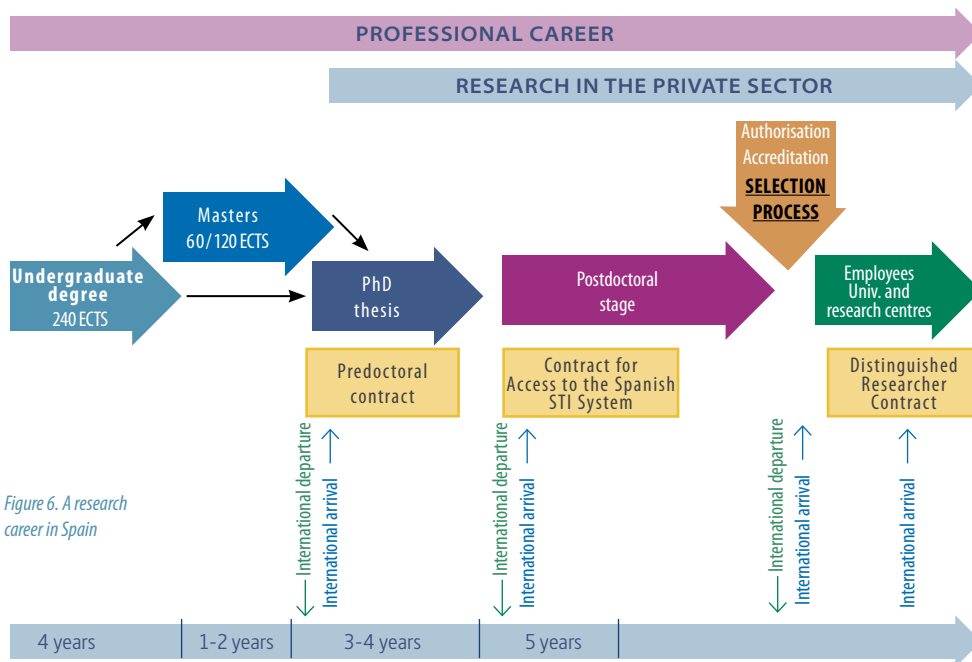 PROFESSIONAL CAREER
RESEARCH IN THE PRIVATE SECTOR
Authorisation
Accreditation
SELECTION
PROCESS
Masters
60/120 ECTS
Undergraduate
degree
240 ECTS
PhD
thesis
Postdoctoral
stage
Employees
Univ. and
research centres
Predoctoral
contract
Contract for
Access to the Spanish
STI System
Distinguished
Researcher
Contract
International departure
International arrival
International departure
International arrival
International departure
International arrival
International arrival
Figure 6. A research
career in Spain
4 years
1-2 years
3-4 years
5 years